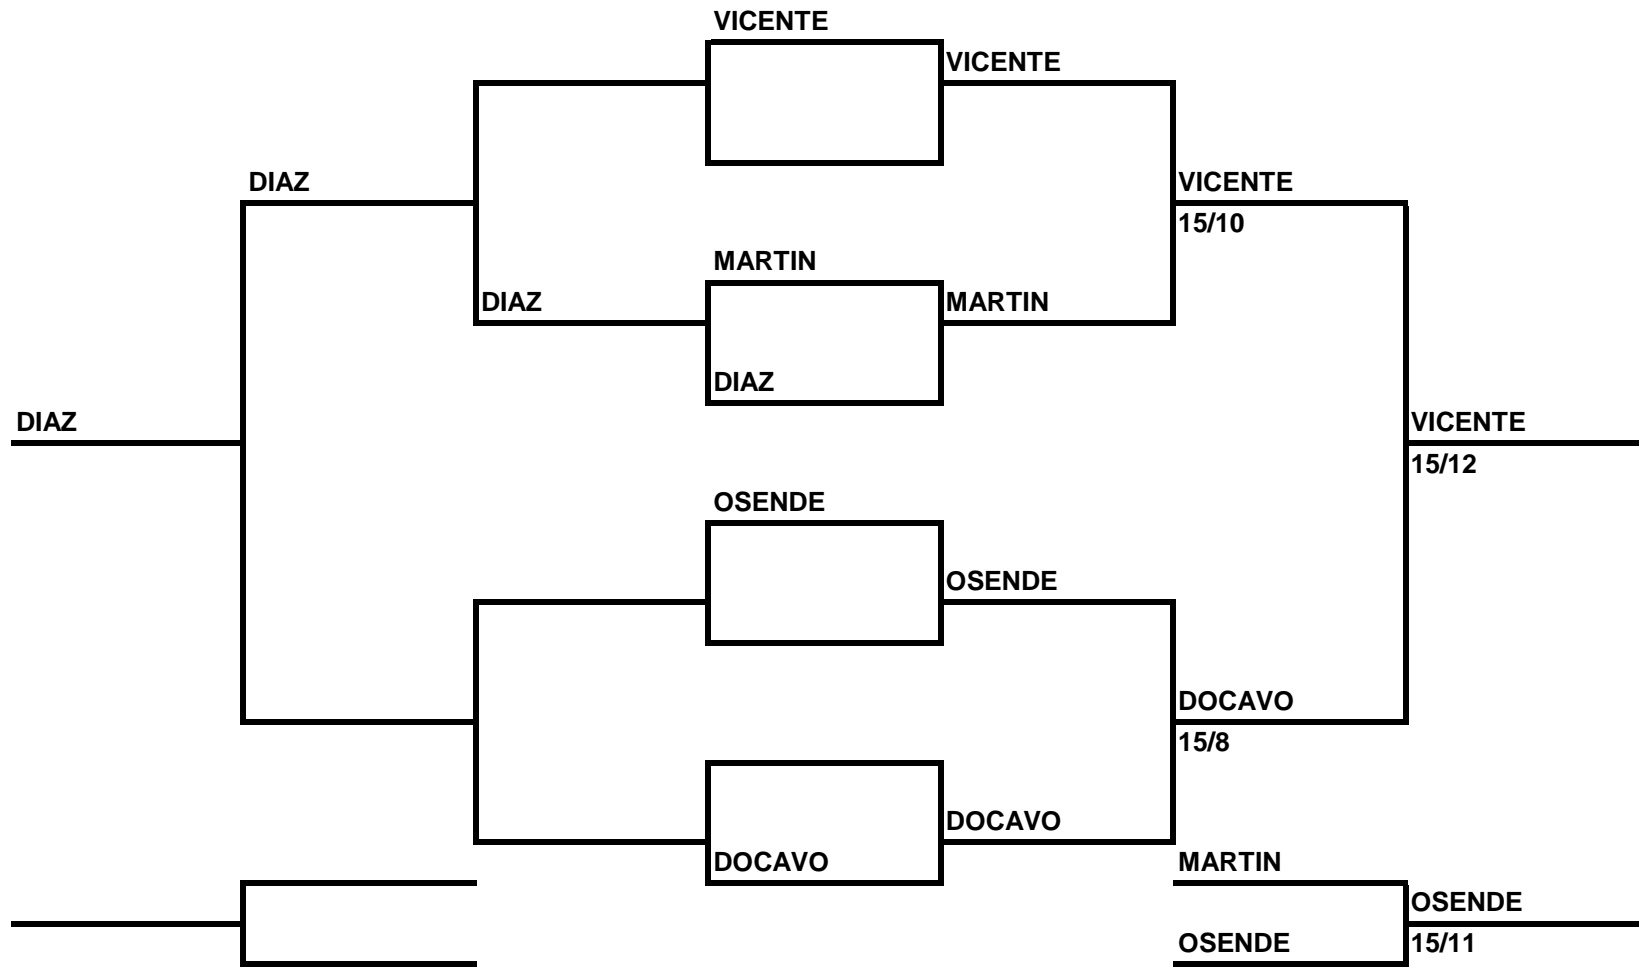 VICENTE
VICENTE
DIAZ
VICENTE
15/10
MARTIN
DIAZ
MARTIN
DIAZ
DIAZ
VICENTE
15/12
OSENDE
OSENDE
DOCAVO
15/8
DOCAVO
DOCAVO
MARTIN
OSENDE
OSENDE
15/11